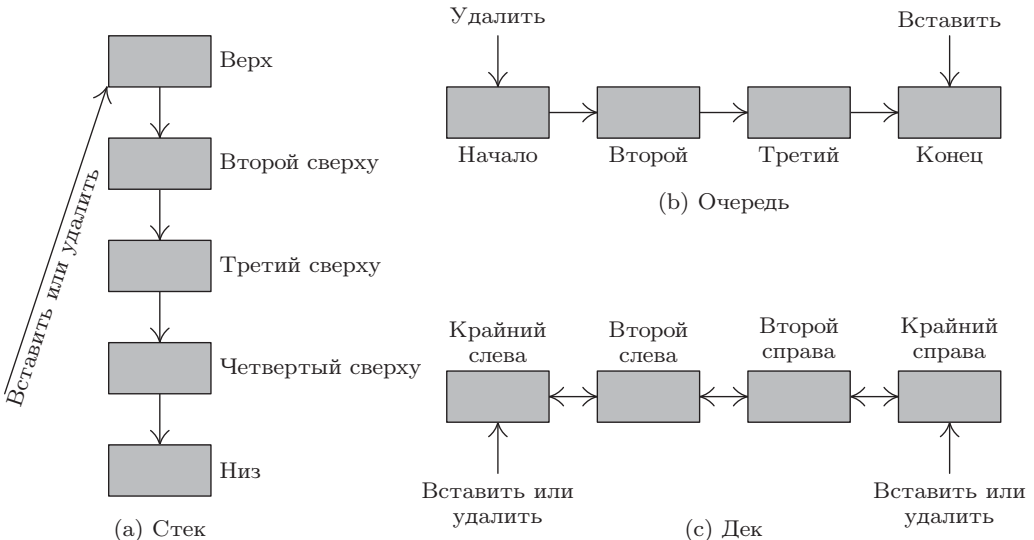 Верх
Второй сверху
Третий сверху
Четвертый сверху
Низ
Вставить или удалить
(a) Стек
Удалить
Вставить
Начало
Второй
Третий
Конец
(b) Очередь
Крайний
слева
Второй
слева
Второй
справа
Крайний
справа
Вставить или
удалить
Вставить или
удалить
(c) Дек